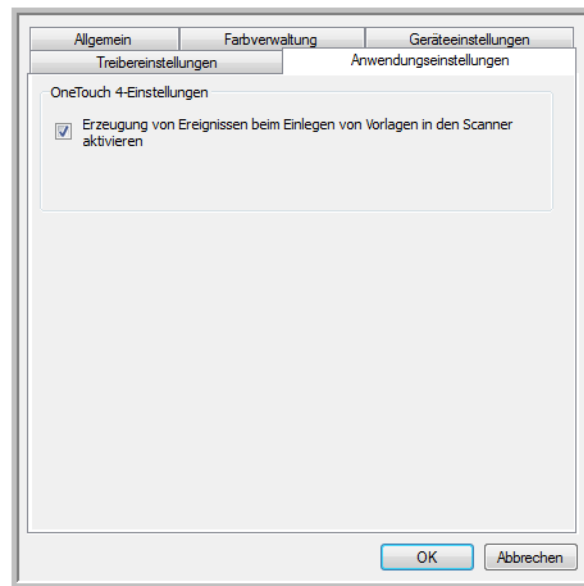 Allgemein Farbverwaltung Geräteeinstellungen
Treibereinstellungen Anwendungseinstellungen
OneTouch 4-Einstellungen
Erzeugung von Ereignissen beim Einlegen von Vorlagen in den Scanner
aktivieren
OK Abbrechen